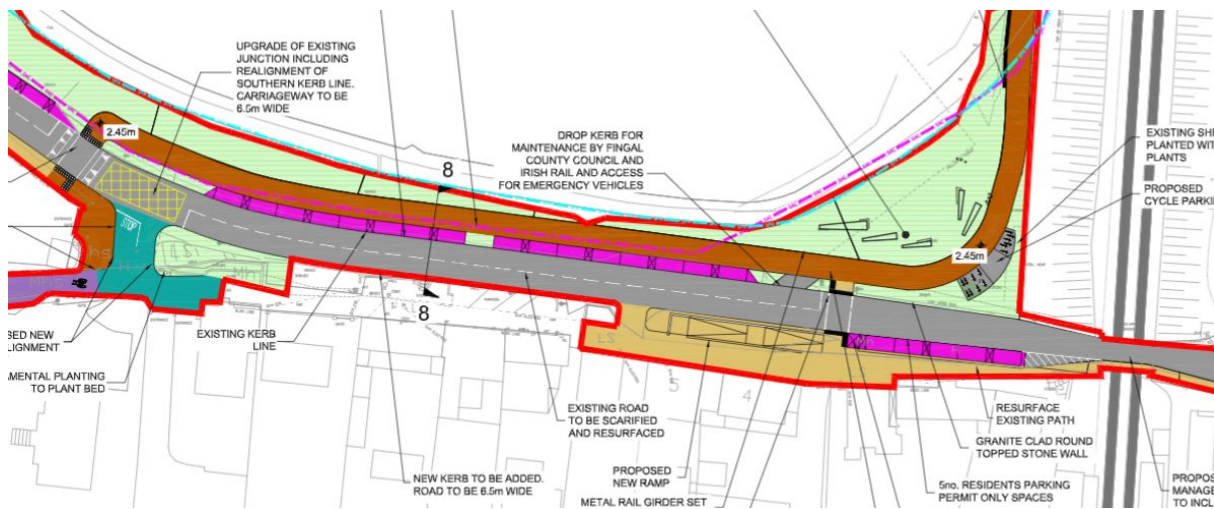 UPGRADE OF EXISTING
JUNCTION INCLUDING
REALIGNMENT OF
SOUTHERN KERB LINE.
CARRIAGEWAY TO BE
6.5m WIDE
2.45m
8
DROP KERB FOR
MAINTENANCE BY FINGAL
COUNTY COUNCIL AND
IRISH RAIL AND ACCESS
FOR EMERGENCY VEHICLES
EXISTING SH
PLANTED WIT
PLANTS
PROPOSED
CYCLE PARKI
2.45m
STOP
8
SED NEW
LIGNMENT
EXISTING KERB
LINE
AMENTAL PLANTING
TO PLANT BED
LS
5
4
EXISTING ROAD
TO BE SCARIFIED
AND RESURFACED
RESURFACE
EXISTING PATH
GRANITE CLAD ROUND
TOPPED STONE WALL
NEW KERB TO BE ADDED.
ROAD TO BE 6.5m WIDE
PROPOSED
NEW RAMP
METAL RAIL GIRDER SET
5no. RESIDENTS PARKING
PERMIT ONLY SPACES
PROPOS
MANAGE
TO INCL